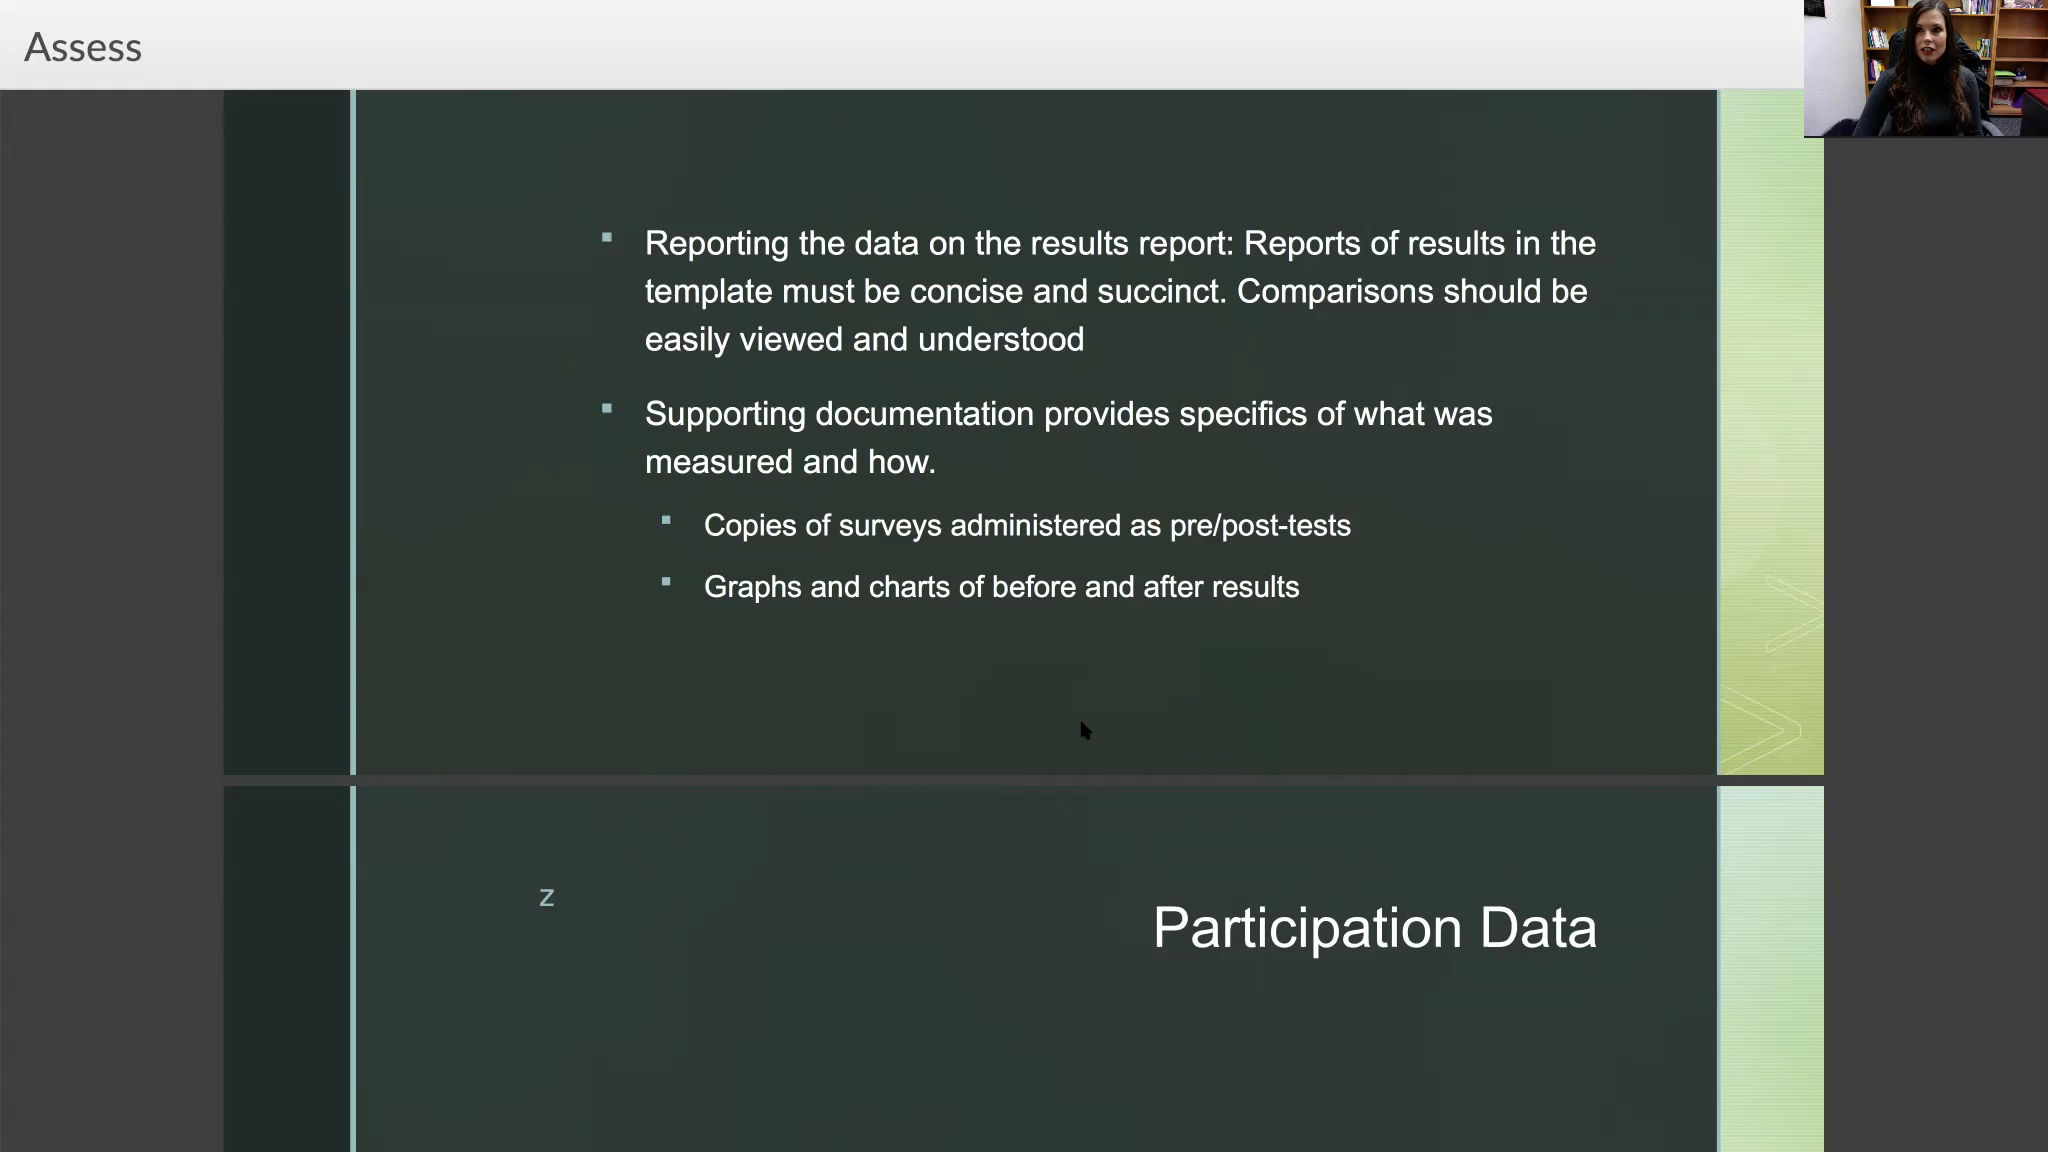 Assess
Reporting the data on the results report: Reports of results in the
template must be concise and succinct. Comparisons should be
easily viewed and understood
Supporting documentation provides specifics of what was
measured and how.
Copies of surveys administered as pre/post-tests
Graphs and charts of before and after results
z
Participation Data